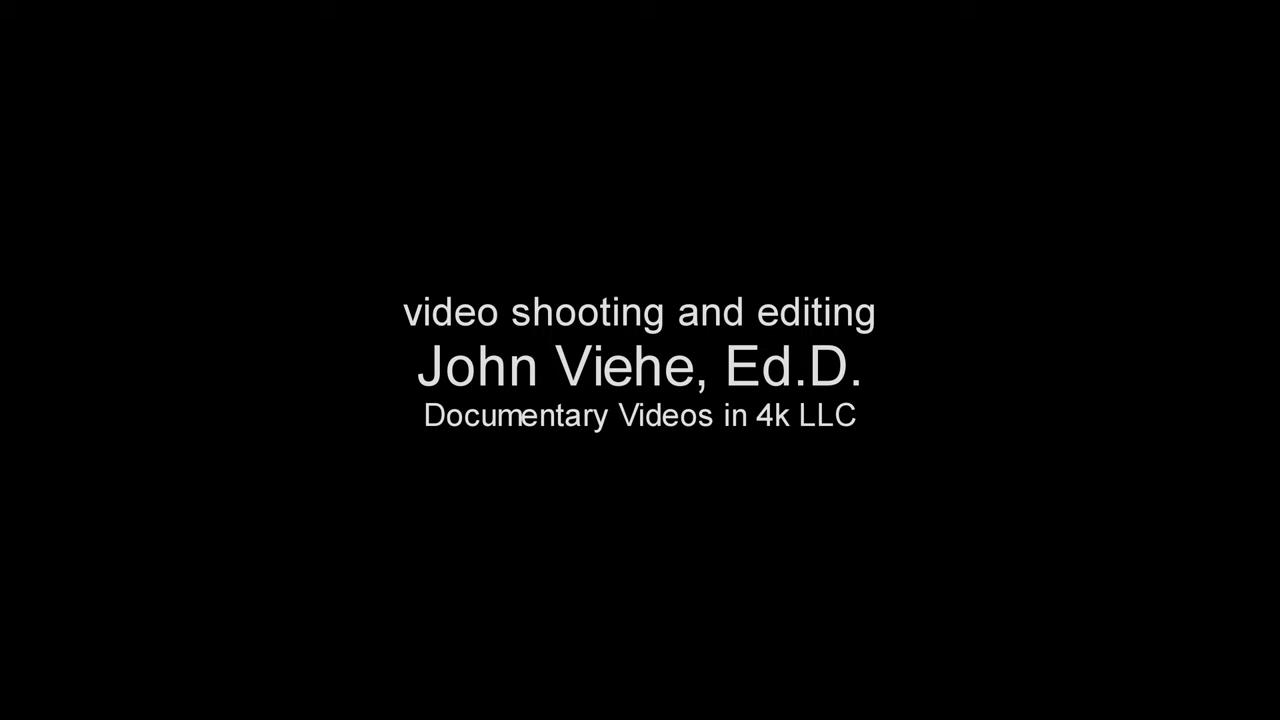 video shooting and editing
John Viehe, Ed.D.
Documentary Videos in 4k LLC